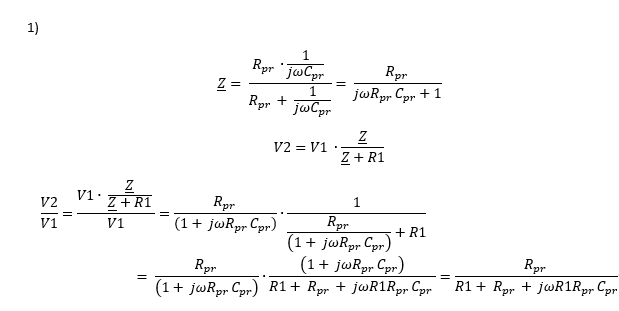 1)
Z = (R_pr · 1/(jωC_pr)) / (R_pr + 1/(jωC_pr)) = R_pr / (jωR_pr C_pr + 1)
V2 = V1 · Z / (Z + R1)
V2/V1 = (V1 · Z/(Z + R1)) / V1 = R_pr / (1 + jωR_pr C_pr) · 1 / (R_pr / (1 + jωR_pr C_pr) + R1)
= R_pr / (1 + jωR_pr C_pr) · (1 + jωR_pr C_pr) / (R1 + R_pr + jωR1R_pr C_pr) = R_pr / (R1 + R_pr + jωR1R_pr C_pr)